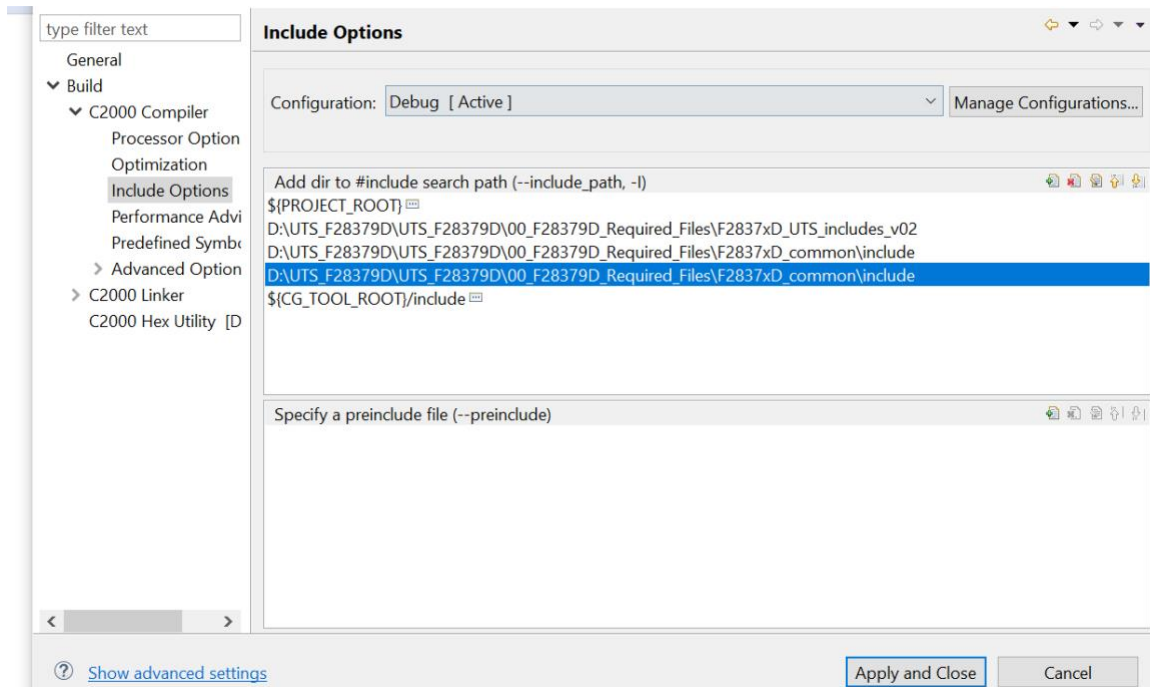 type filter text
General
Build
C2000 Compiler
Processor Option
Optimization
Include Options
Performance Advi
Predefined Symb
Advanced Option
C2000 Linker
C2000 Hex Utility [D
Include Options
Configuration: Debug [ Active ] Manage Configurations...
Add dir to #include search path (--include_path, -I)
${PROJECT_ROOT}
D:\UTS_F28379D\UTS_F28379D\00_F28379D_Required_Files\F2837xD_UTS_includes_v02
D:\UTS_F28379D\UTS_F28379D\00_F28379D_Required_Files\F2837xD_common\include
D:\UTS_F28379D\UTS_F28379D\00_F28379D_Required_Files\F2837xD_common\include
${CG_TOOL_ROOT}/include
Specify a preinclude file (--preinclude)
Show advanced settings
Apply and Close Cancel